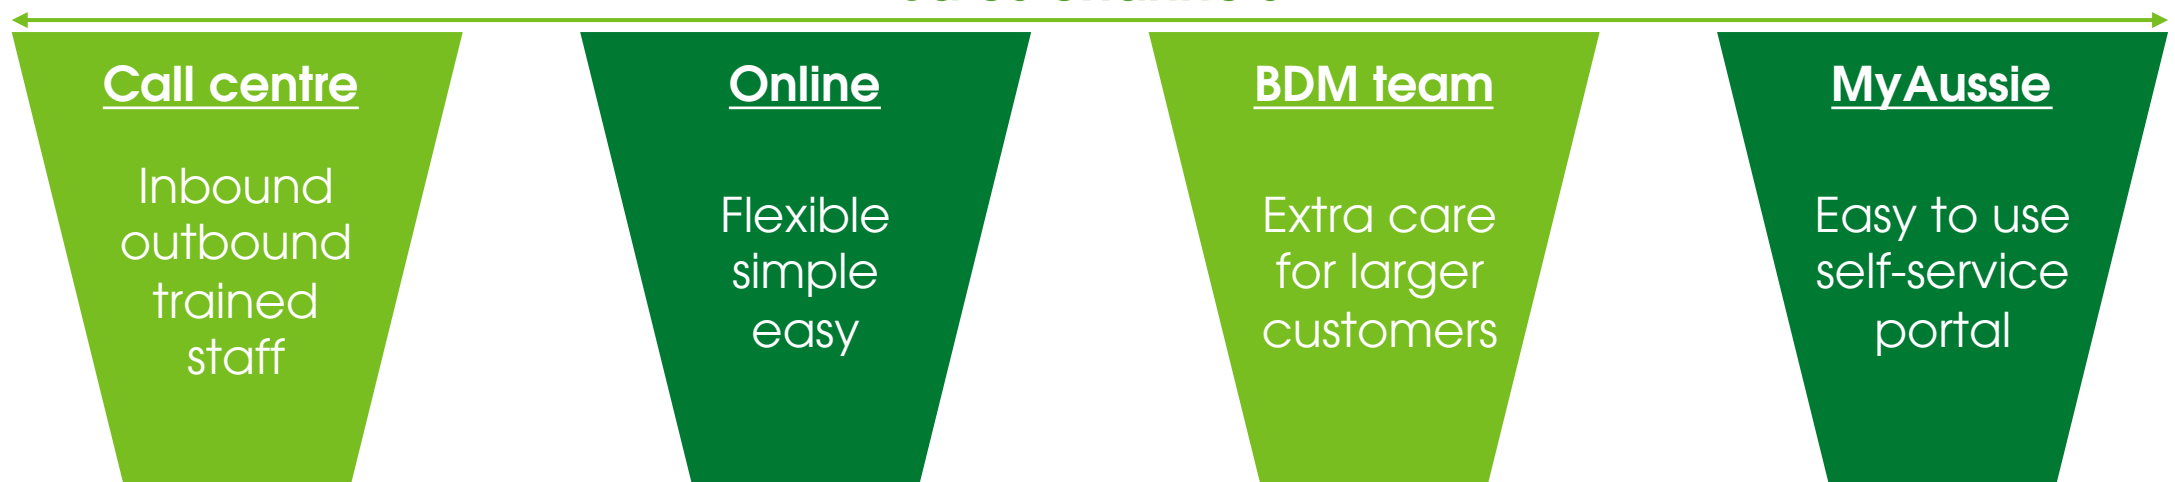 Call centre
Inbound
outbound
trained
staff
Online
Flexible
simple
easy
BDM team
Extra care
for larger
customers
MyAussie
Easy to use
self-service
portal